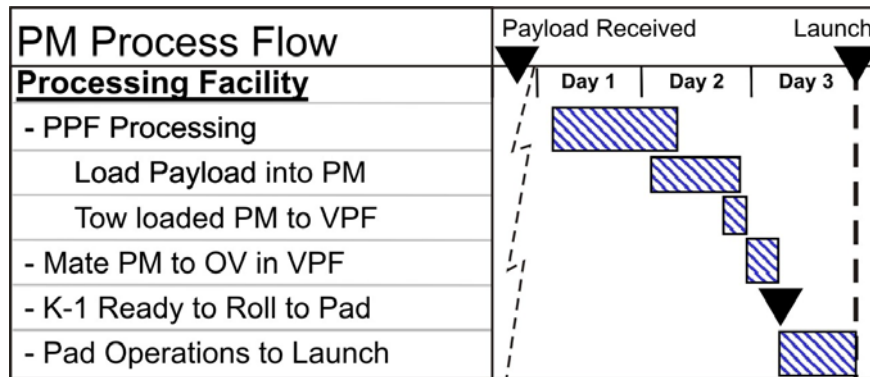 PM Process Flow
Payload Received
Launch
Processing Facility
Day 1
Day 2
Day 3
- PPF Processing
Load Payload into PM
Tow loaded PM to VPF
- Mate PM to OV in VPF
- K-1 Ready to Roll to Pad
- Pad Operations to Launch